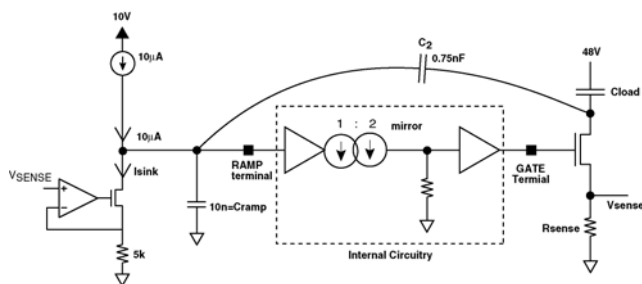 10V
10µA
10µA
Isink
VSENSE
+
−
5k
10n=Cramp
RAMP
terminal
C2
0.75nF
1 : 2 mirror
Internal Circuitry
GATE
Termial
48V
Cload
Vsense
Rsense